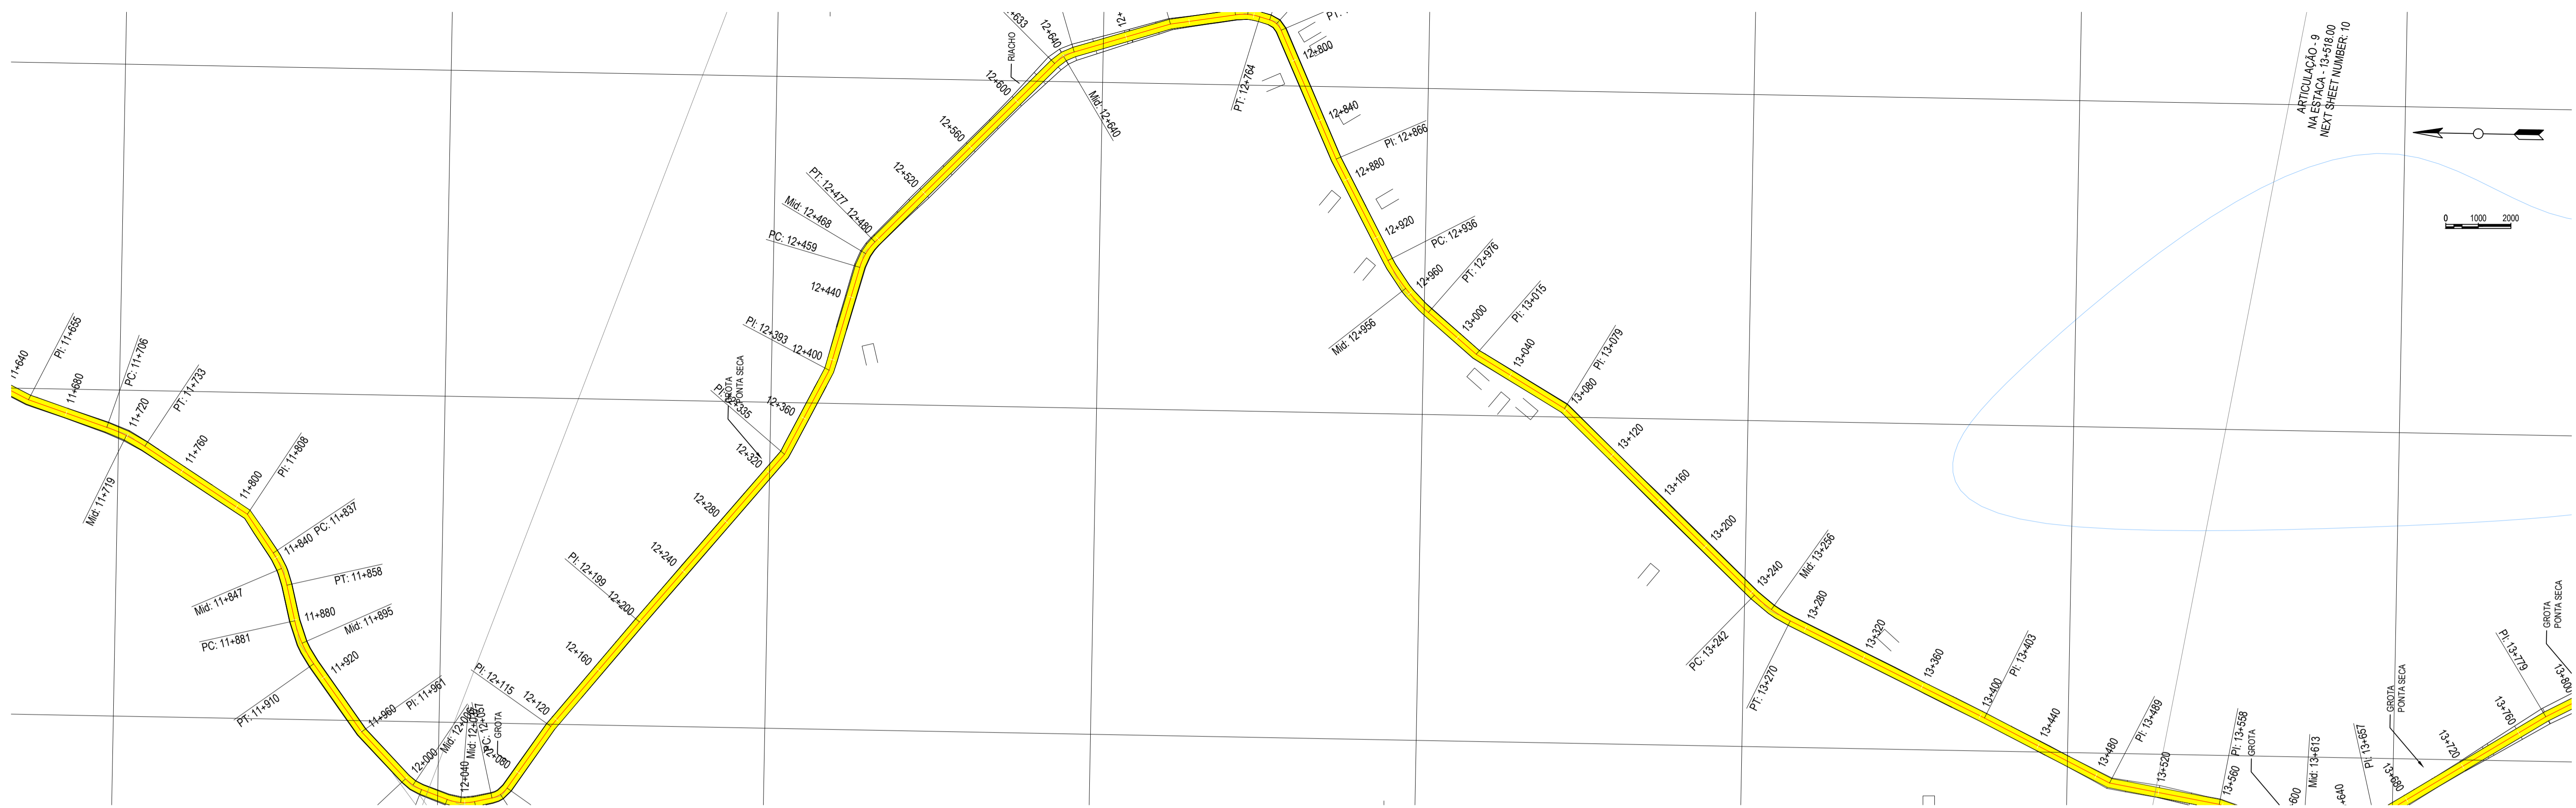 11+640
PI: 11+655
11+680
PC: 11+706
11+720
PT: 11+733
Mid: 11+719
11+760
11+800
PI: 11+808
PC: 11+837
11+840
Mid: 11+847
PT: 11+858
11+880
PC: 11+881
Mid: 11+895
11+920
PT: 11+910
11+960
PI: 11+961
12+000
12+040
PC: 12+057
GROTA
12+080
PI: 12+115
12+120
12+160
PI: 12+199
12+200
12+240
12+280
12+320
PI: 12+335
GROTA
PONTA SECA
12+360
PI: 12+393
12+400
12+440
PC: 12+459
Mid: 12+468
PT: 12+477
12+480
12+520
12+560
12+600
RIACHO
12+640
Mid: 12+640
PT: 12+764
12+800
12+840
PI: 12+866
12+880
12+920
PC: 12+936
12+960
Mid: 12+956
PT: 12+976
13+000
PI: 13+015
13+040
PI: 13+079
13+080
13+120
13+160
13+200
13+240
PC: 13+242
Mid: 13+256
PT: 13+270
13+280
13+320
13+360
13+400
PI: 13+403
13+440
13+480
PI: 13+489
13+520
PI: 13+558
13+560
GROTA
Mid: 13+613
PI: 13+657
13+680
GROTA
PONTA SECA
13+720
13+760
PI: 13+779
GROTA
PONTA SECA
ARTICULAÇÃO - 9
NA ESTACA - 13+518.00
NEXT SHEET NUMBER: 10
0 1000 2000